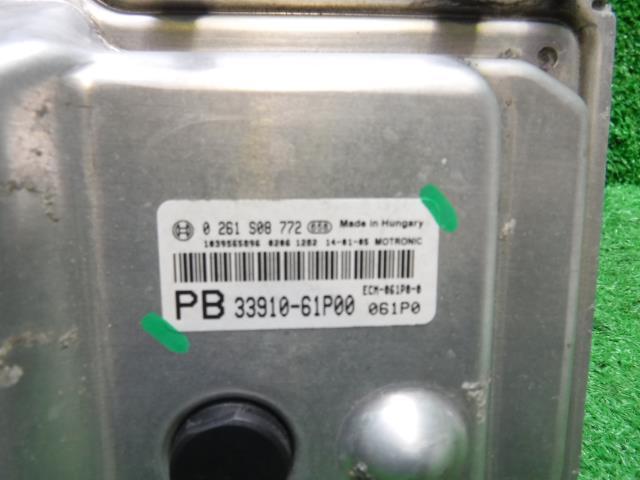 0 261 S08 772 Made in Hungary
1039S65896 0206 1282 14-01-05 MOTRONIC
ECM-061P0-0
PB 33910-61P00 061P0